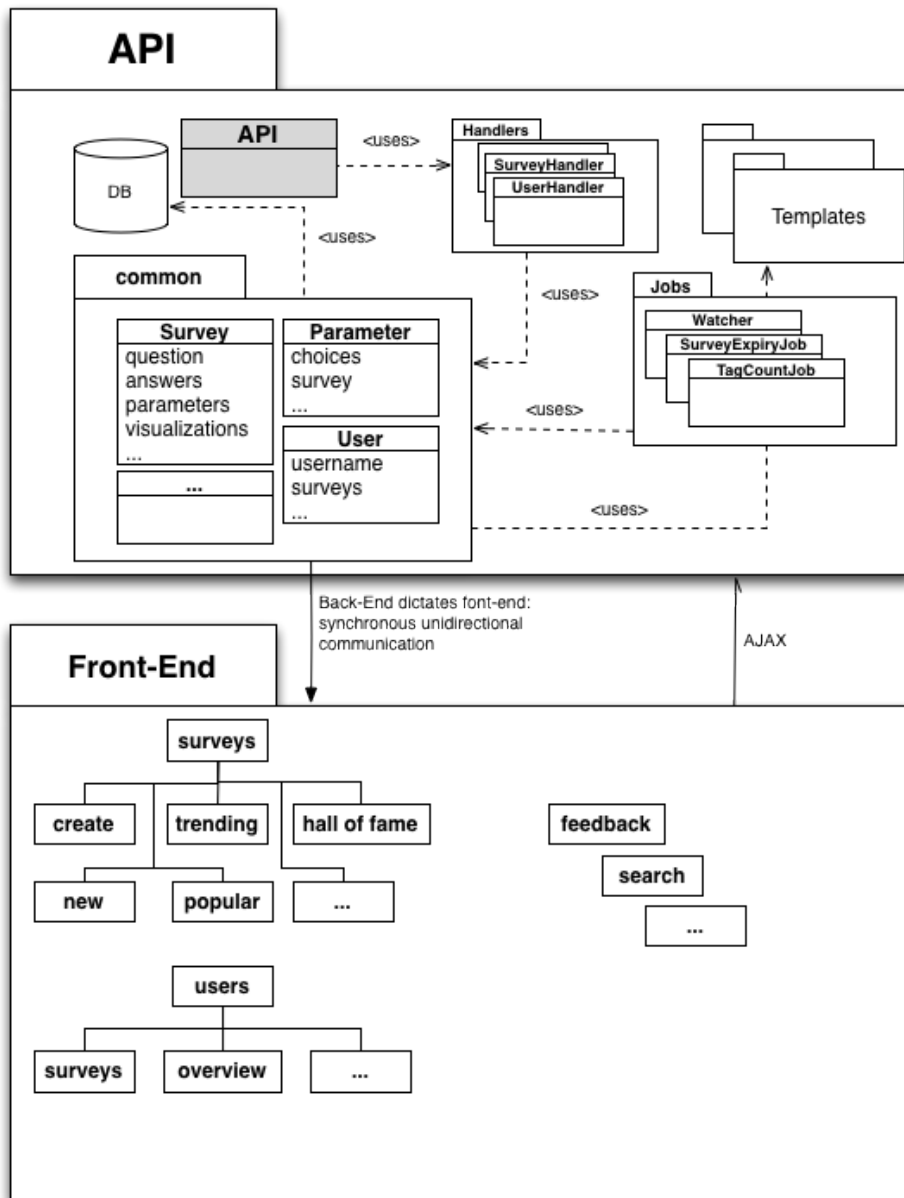 API
API
<uses>
Handlers
SurveyHandler
UserHandler
DB
Templates
<uses>
common
<uses>
Jobs
Survey
question
answers
parameters
visualizations
...
Parameter
choices
survey
...
Watcher
SurveyExpiryJob
TagCountJob
<uses>
User
username
surveys
...
...
<uses>
Back-End dictates font-end:
synchronous unidirectional
communication
AJAX
Front-End
surveys
create
trending
hall of fame
feedback
new
popular
...
search
...
users
surveys
overview
...